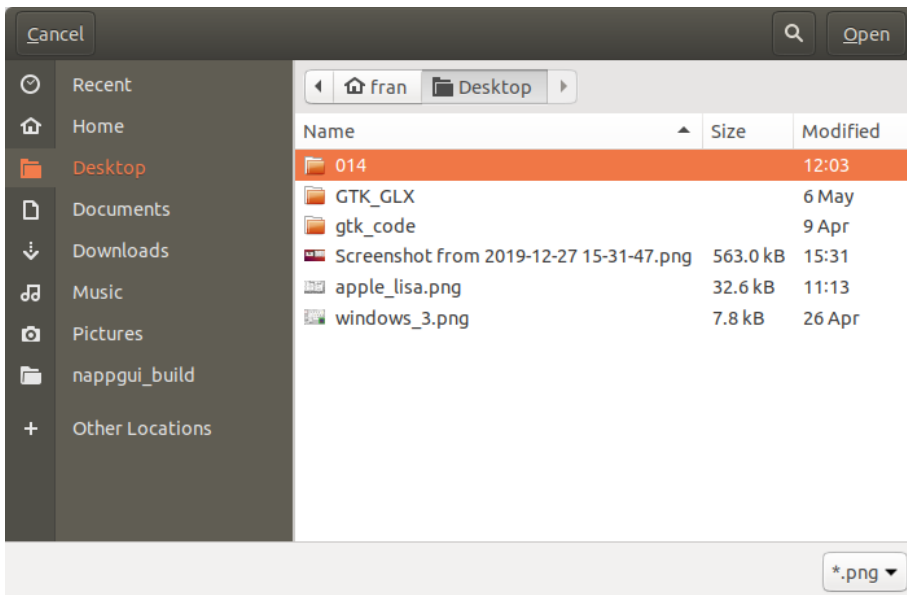 Cancel
Open
Recent
Home
Desktop
Documents
Downloads
Music
Pictures
nappgui_build
Other Locations
fran Desktop
Name Size Modified
014 12:03
GTK_GLX 6 May
gtk_code 9 Apr
Screenshot from 2019-12-27 15-31-47.png 563.0 kB 15:31
apple_lisa.png 32.6 kB 11:13
windows_3.png 7.8 kB 26 Apr
*.png